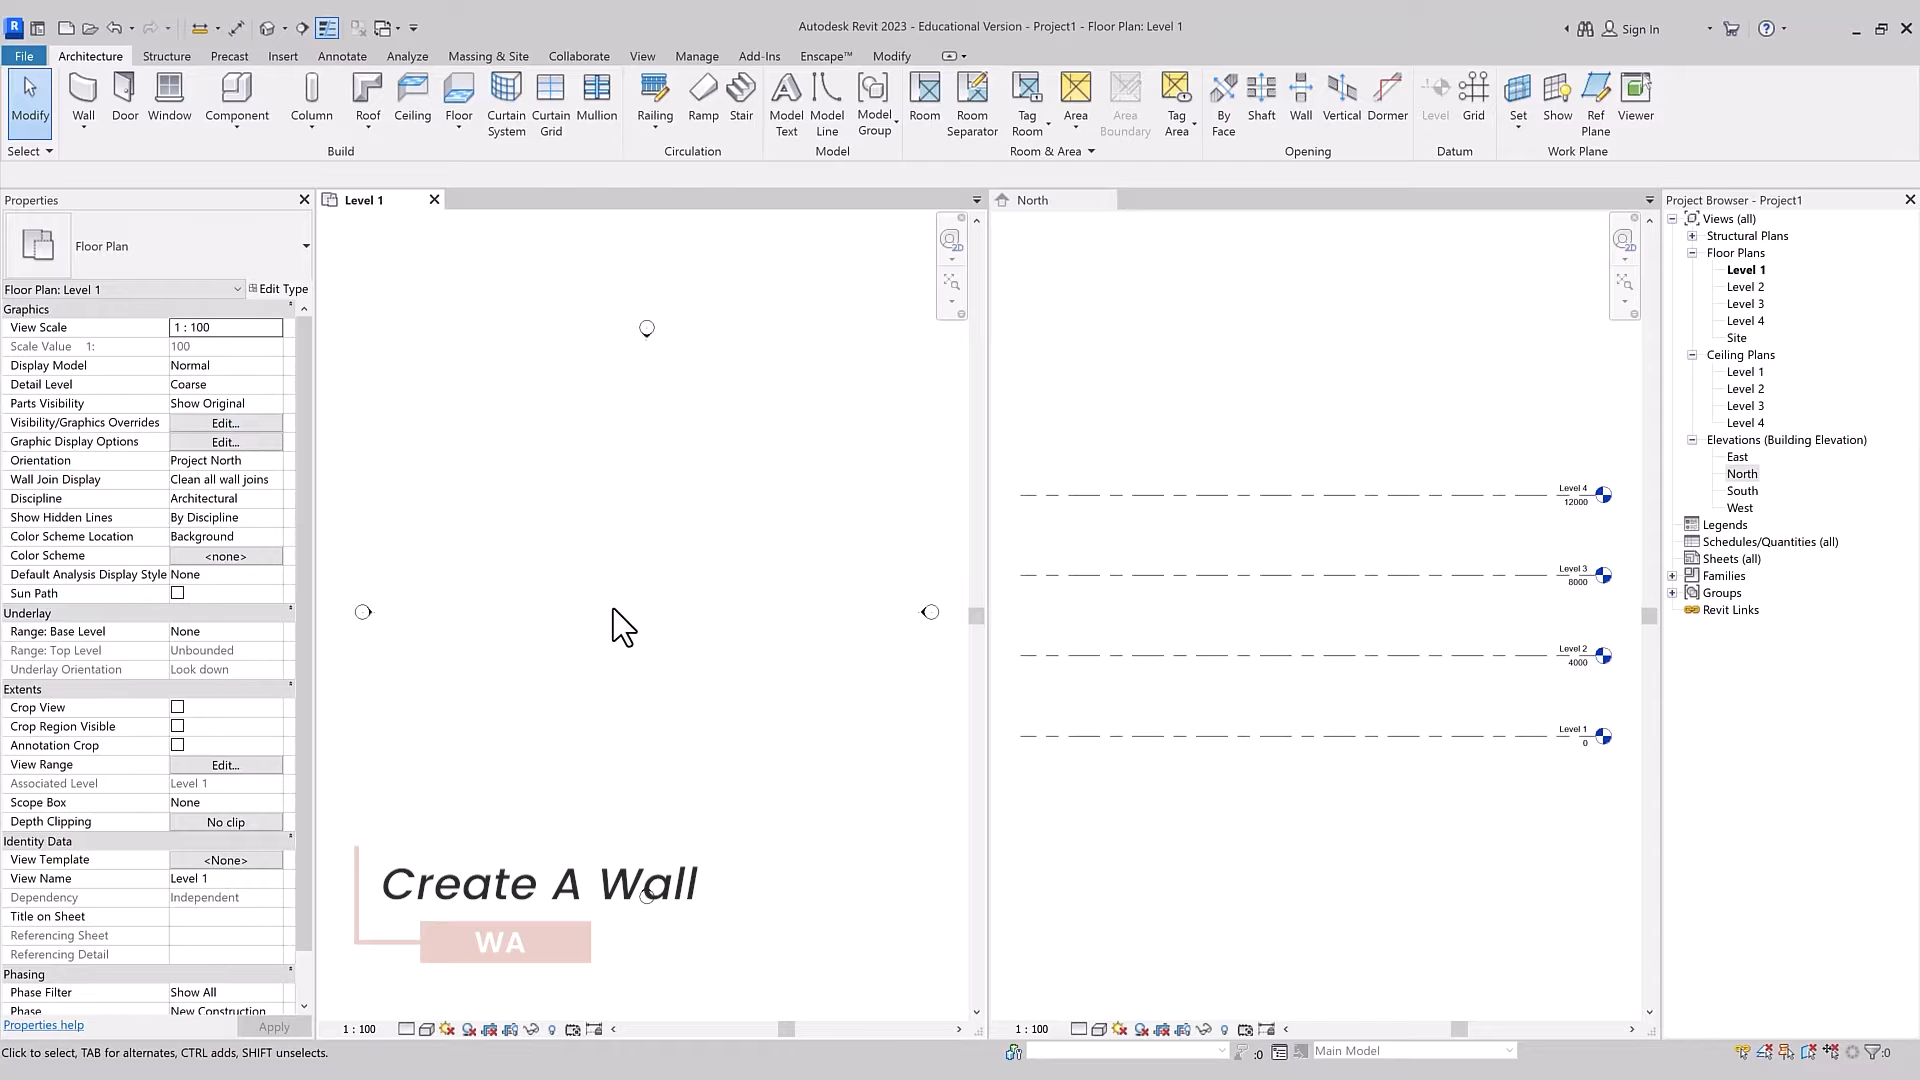 Autodesk Revit 2023 - Educational Version - Project1 - Floor Plan: Level 1
Sign In
File Architecture Structure Precast Insert Annotate Analyze Massing & Site Collaborate View Manage Add-Ins Enscape™ Modify
Modify Wall Door Window Component Column Roof Ceiling Floor Curtain System Curtain Grid Mullion Railing Ramp Stair Model Text Model Line Model Group Room Room Separator Tag Room Area Area Boundary Tag Area By Face Shaft Wall Vertical Dormer Level Grid Set Show Ref Plane Viewer
Select Build Circulation Model Room & Area Opening Datum Work Plane
Properties
Floor Plan
Floor Plan: Level 1 Edit Type
Graphics
View Scale 1 : 100
Scale Value 1: 100
Display Model Normal
Detail Level Coarse
Parts Visibility Show Original
Visibility/Graphics Overrides Edit...
Graphic Display Options Edit...
Orientation Project North
Wall Join Display Clean all wall joins
Discipline Architectural
Show Hidden Lines By Discipline
Color Scheme Location Background
Color Scheme <none>
Default Analysis Display Style None
Sun Path
Underlay
Range: Base Level None
Range: Top Level Unbounded
Underlay Orientation Look down
Extents
Crop View
Crop Region Visible
Annotation Crop
View Range Edit...
Associated Level Level 1
Scope Box None
Depth Clipping No clip
Identity Data
View Template <None>
View Name Level 1
Dependency Independent
Title on Sheet
Referencing Sheet
Referencing Detail
Phasing
Phase Filter Show All
Phase New Construction
Properties help Apply
Level 1
2D
Create A Wall
WA
1 : 100
North
2D
Level 4
12000
Level 3
8000
Level 2
4000
Level 1
0
1 : 100
Project Browser - Project1
Views (all)
Structural Plans
Floor Plans
Level 1
Level 2
Level 3
Level 4
Site
Ceiling Plans
Level 1
Level 2
Level 3
Level 4
Elevations (Building Elevation)
East
North
South
West
Legends
Schedules/Quantities (all)
Sheets (all)
Families
Groups
Revit Links
Click to select, TAB for alternates, CTRL adds, SHIFT unselects.
:0 Main Model :0